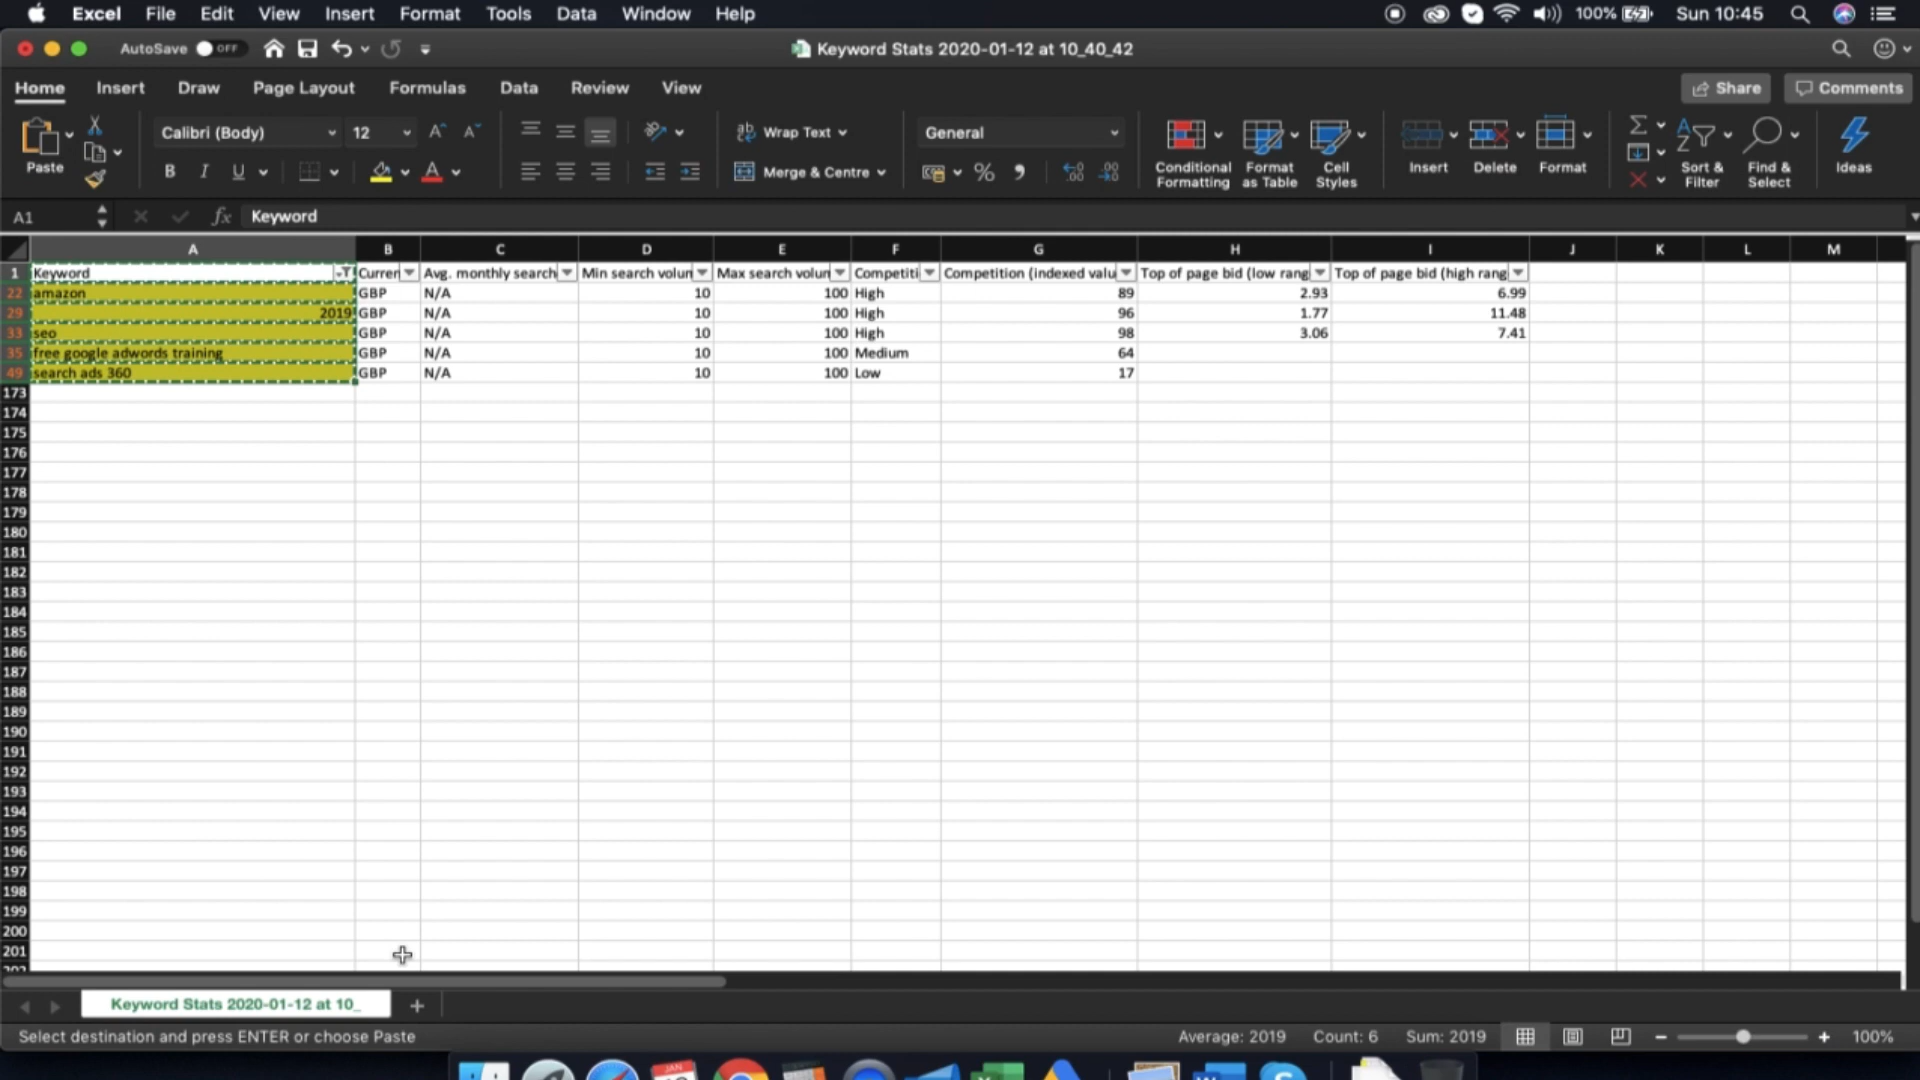 Excel File Edit View Insert Format Tools Data Window Help 100% Sun 10:45
AutoSave OFF Keyword Stats 2020-01-12 at 10_40_42
Home Insert Draw Page Layout Formulas Data Review View Share Comments
Calibri (Body) 12 A A ab Wrap Text General Σ A Z
Paste B I U A Merge & Centre % Conditional Formatting Format as Table Cell Styles Insert Delete Format Sort & Filter Find & Select Ideas
A1 fx Keyword
A B C D E F G H I J K L M
1 Keyword Curren Avg. monthly search Min search volun Max search volun Competiti Competition (indexed valu Top of page bid (low rang Top of page bid (high rang
22 amazon GBP N/A 10 100 High 89 2.93 6.99
29 2019 GBP N/A 10 100 High 96 1.77 11.48
33 seo GBP N/A 10 100 High 98 3.06 7.41
35 free google adwords training GBP N/A 10 100 Medium 64
49 search ads 360 GBP N/A 10 100 Low 17
173
174
175
176
177
178
179
180
181
182
183
184
185
186
187
188
189
190
191
192
193
194
195
196
197
198
199
200
201
Keyword Stats 2020-01-12 at 10_ +
Select destination and press ENTER or choose Paste Average: 2019 Count: 6 Sum: 2019 − + 100%
JAN